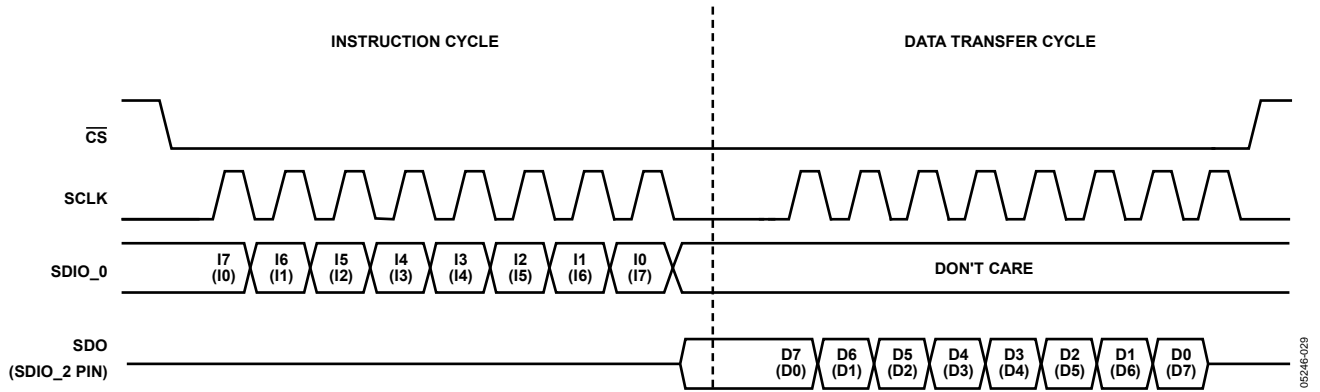 INSTRUCTION CYCLE
DATA TRANSFER CYCLE
CS
SCLK
SDIO_0
I7 I6 I5 I4 I3 I2 I1 I0
(I0) (I1) (I2) (I3) (I4) (I5) (I6) (I7)
DON'T CARE
SDO
(SDIO_2 PIN)
D7 D6 D5 D4 D3 D2 D1 D0
(D0) (D1) (D2) (D3) (D4) (D5) (D6) (D7)
05246-029